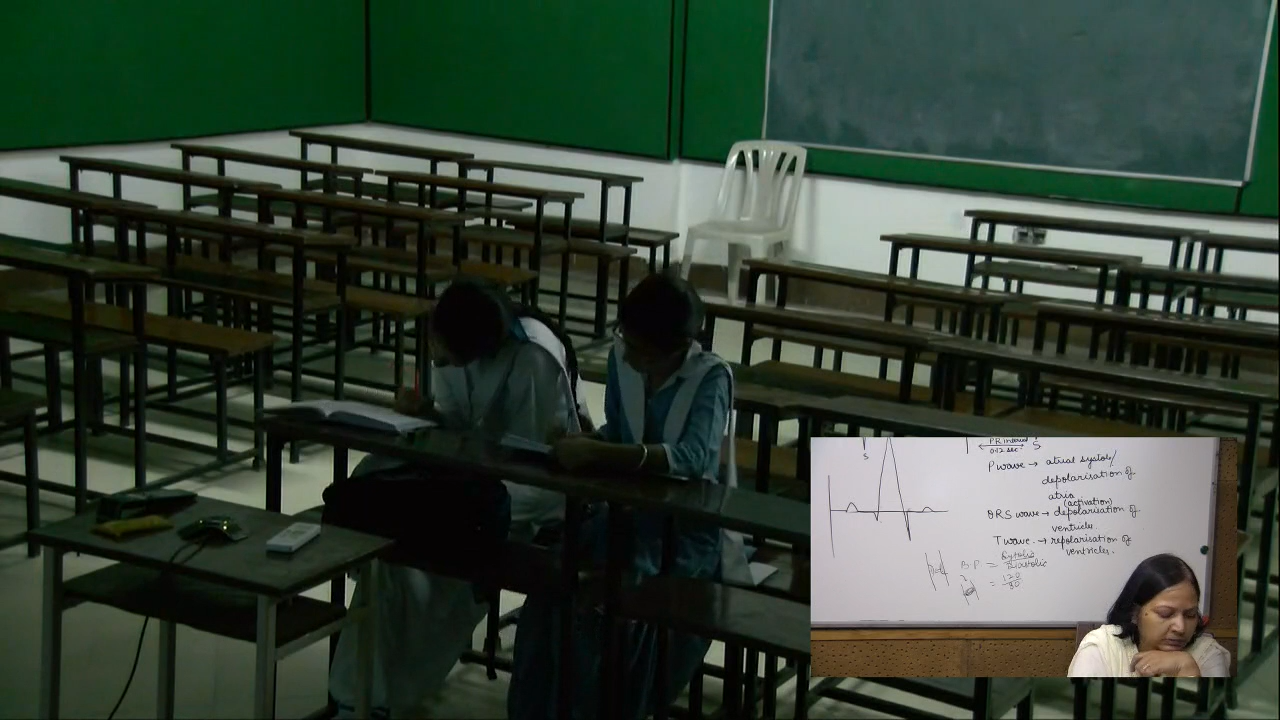 S
PR interval
0.12 sec
S
P wave → atrial systole/
depolarisation of
atria
(activation)
QRS wave → depolarisation of
ventricle.
T wave → repolarisation of
ventricles.
B.P = Systolic
Diastolic
= 120
80